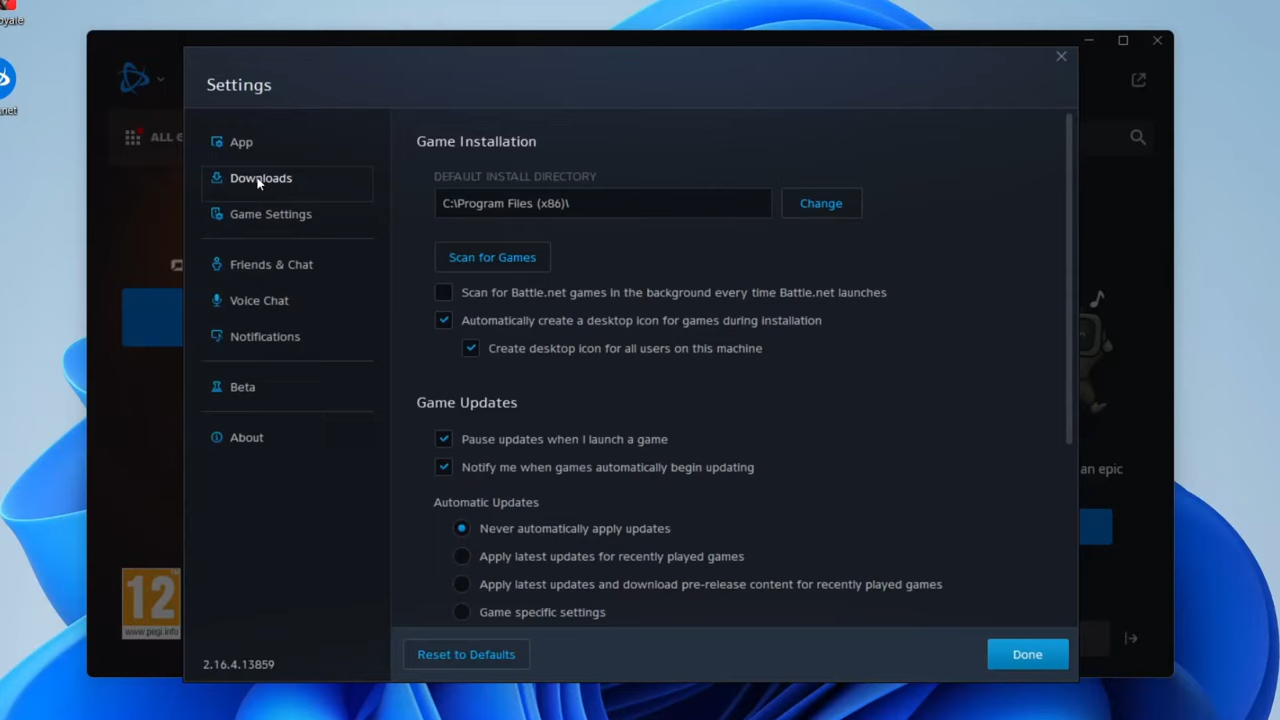 oyale
.net
ALL G
Settings
App
Downloads
Game Settings
Friends & Chat
Voice Chat
Notifications
Beta
About
2.16.4.13859
Game Installation
DEFAULT INSTALL DIRECTORY
C:\Program Files (x86)\
Change
Scan for Games
Scan for Battle.net games in the background every time Battle.net launches
Automatically create a desktop icon for games during installation
Create desktop icon for all users on this machine
Game Updates
Pause updates when I launch a game
Notify me when games automatically begin updating
Automatic Updates
Never automatically apply updates
Apply latest updates for recently played games
Apply latest updates and download pre-release content for recently played games
Game specific settings
Reset to Defaults
Done
an epic
12
www.pegi.info